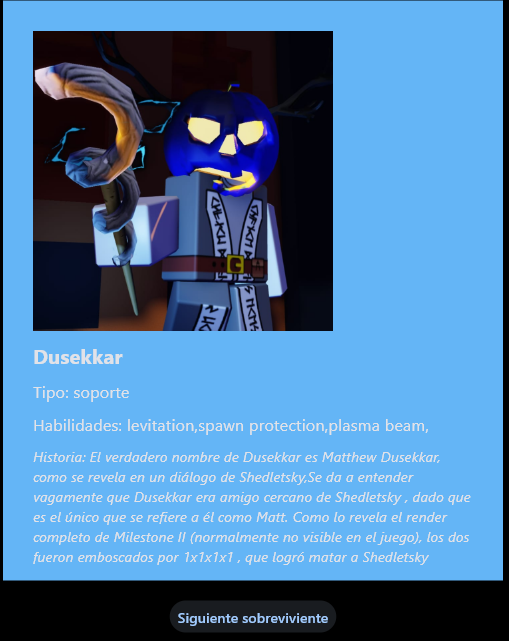 Dusekkar
Tipo: soporte
Habilidades: levitation,spawn protection,plasma beam,
Historia: El verdadero nombre de Dusekkar es Matthew Dusekkar,
como se revela en un diálogo de Shedletsky,Se da a entender
vagamente que Dusekkar era amigo cercano de Shedletsky , dado que
es el único que se refiere a él como Matt. Como lo revela el render
completo de Milestone II (normalmente no visible en el juego), los dos
fueron emboscados por 1x1x1x1 , que logró matar a Shedletsky
Siguiente sobreviviente